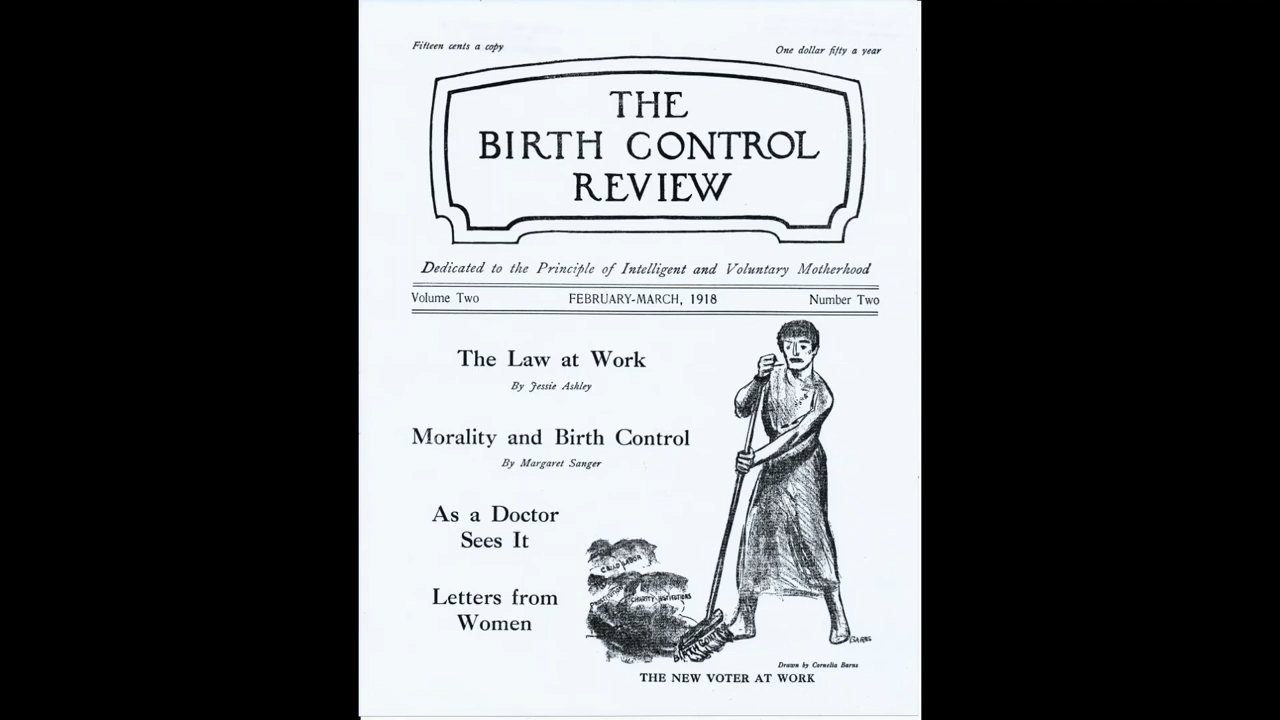 Fifteen cents a copy
One dollar fifty a year
THE
BIRTH CONTROL
REVIEW
Dedicated to the Principle of Intelligent and Voluntary Motherhood
Volume Two
FEBRUARY-MARCH, 1918
Number Two
The Law at Work
By Jessie Ashley
Morality and Birth Control
By Margaret Sanger
As a Doctor
Sees It
Letters from
Women
CHILD LABOR
CHARITY INSTITUTIONS
BIRTH CONTROL
BARNS
Drawn by Cornelia Barns
THE NEW VOTER AT WORK